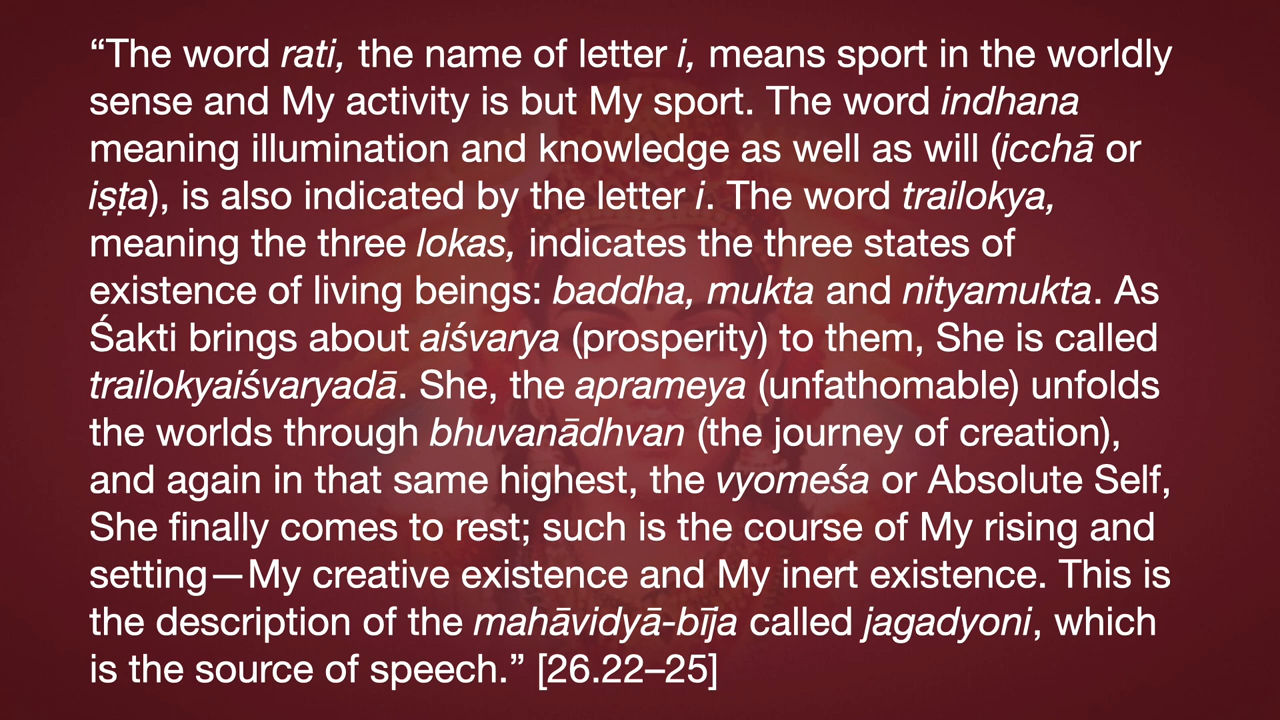 “The word rati, the name of letter i, means sport in the worldly
sense and My activity is but My sport. The word indhana
meaning illumination and knowledge as well as will (icchā or
iṣṭa), is also indicated by the letter i. The word trailokya,
meaning the three lokas, indicates the three states of
existence of living beings: baddha, mukta and nityamukta. As
Śakti brings about aiśvarya (prosperity) to them, She is called
trailokyaiśvaryadā. She, the aprameya (unfathomable) unfolds
the worlds through bhuvanādhvan (the journey of creation),
and again in that same highest, the vyomeśa or Absolute Self,
She finally comes to rest; such is the course of My rising and
setting—My creative existence and My inert existence. This is
the description of the mahāvidyā-bīja called jagadyoni, which
is the source of speech.” [26.22–25]